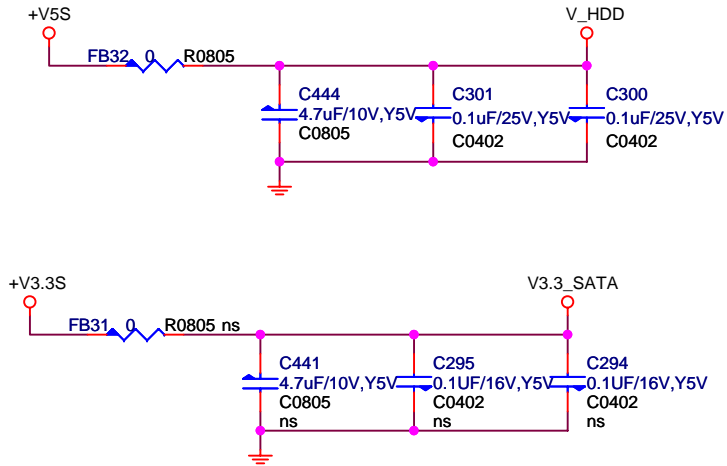 +V5S
V_HDD
FB32 0 R0805
C444
4.7uF/10V,Y5V
C0805
C301
0.1uF/25V,Y5V
C0402
C300
0.1uF/25V,Y5V
C0402
+V3.3S
V3.3_SATA
FB31 0 R0805 ns
C441
4.7uF/10V,Y5V
C0805
ns
C295
0.1UF/16V,Y5V
C0402
ns
C294
0.1UF/16V,Y5V
C0402
ns